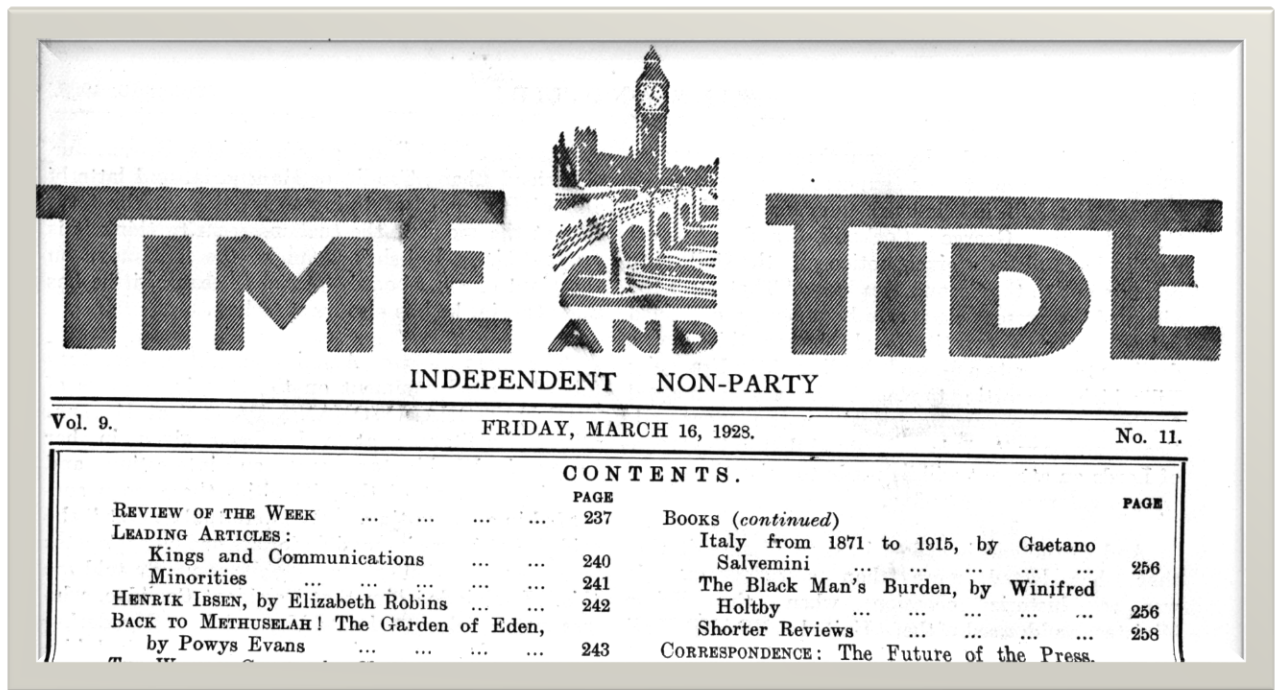 TIME AND TIDE
INDEPENDENT NON-PARTY
Vol. 9. FRIDAY, MARCH 16, 1928. No. 11.
CONTENTS.
PAGE
REVIEW OF THE WEEK ... ... ... ... 237
LEADING ARTICLES:
Kings and Communications ... ... 240
Minorities ... ... ... ... ... 241
HENRIK IBSEN, by Elizabeth Robins ... ... 242
BACK TO METHUSELAH! The Garden of Eden,
by Powys Evans ... ... ... ... 243
PAGE
BOOKS (continued)
Italy from 1871 to 1915, by Gaetano
Salvemini ... ... ... ... ... 256
The Black Man's Burden, by Winifred
Holtby ... ... ... ... ... 256
Shorter Reviews ... ... ... ... 258
CORRESPONDENCE: The Future of the Press,